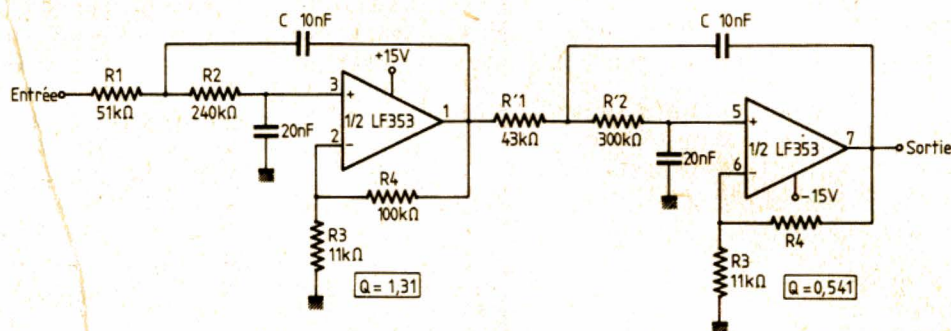 C 10nF
C 10nF
+15V
R1
R2
3
+
1
R'1
R'2
5
+
7
Entrée
51kΩ
240kΩ
1/2 LF353
43kΩ
300kΩ
1/2 LF353
Sortie
20nF
2
-
20nF
6
-
-15V
R4
100kΩ
R4
R3
11kΩ
R3
11kΩ
Q = 1,31
Q = 0,541